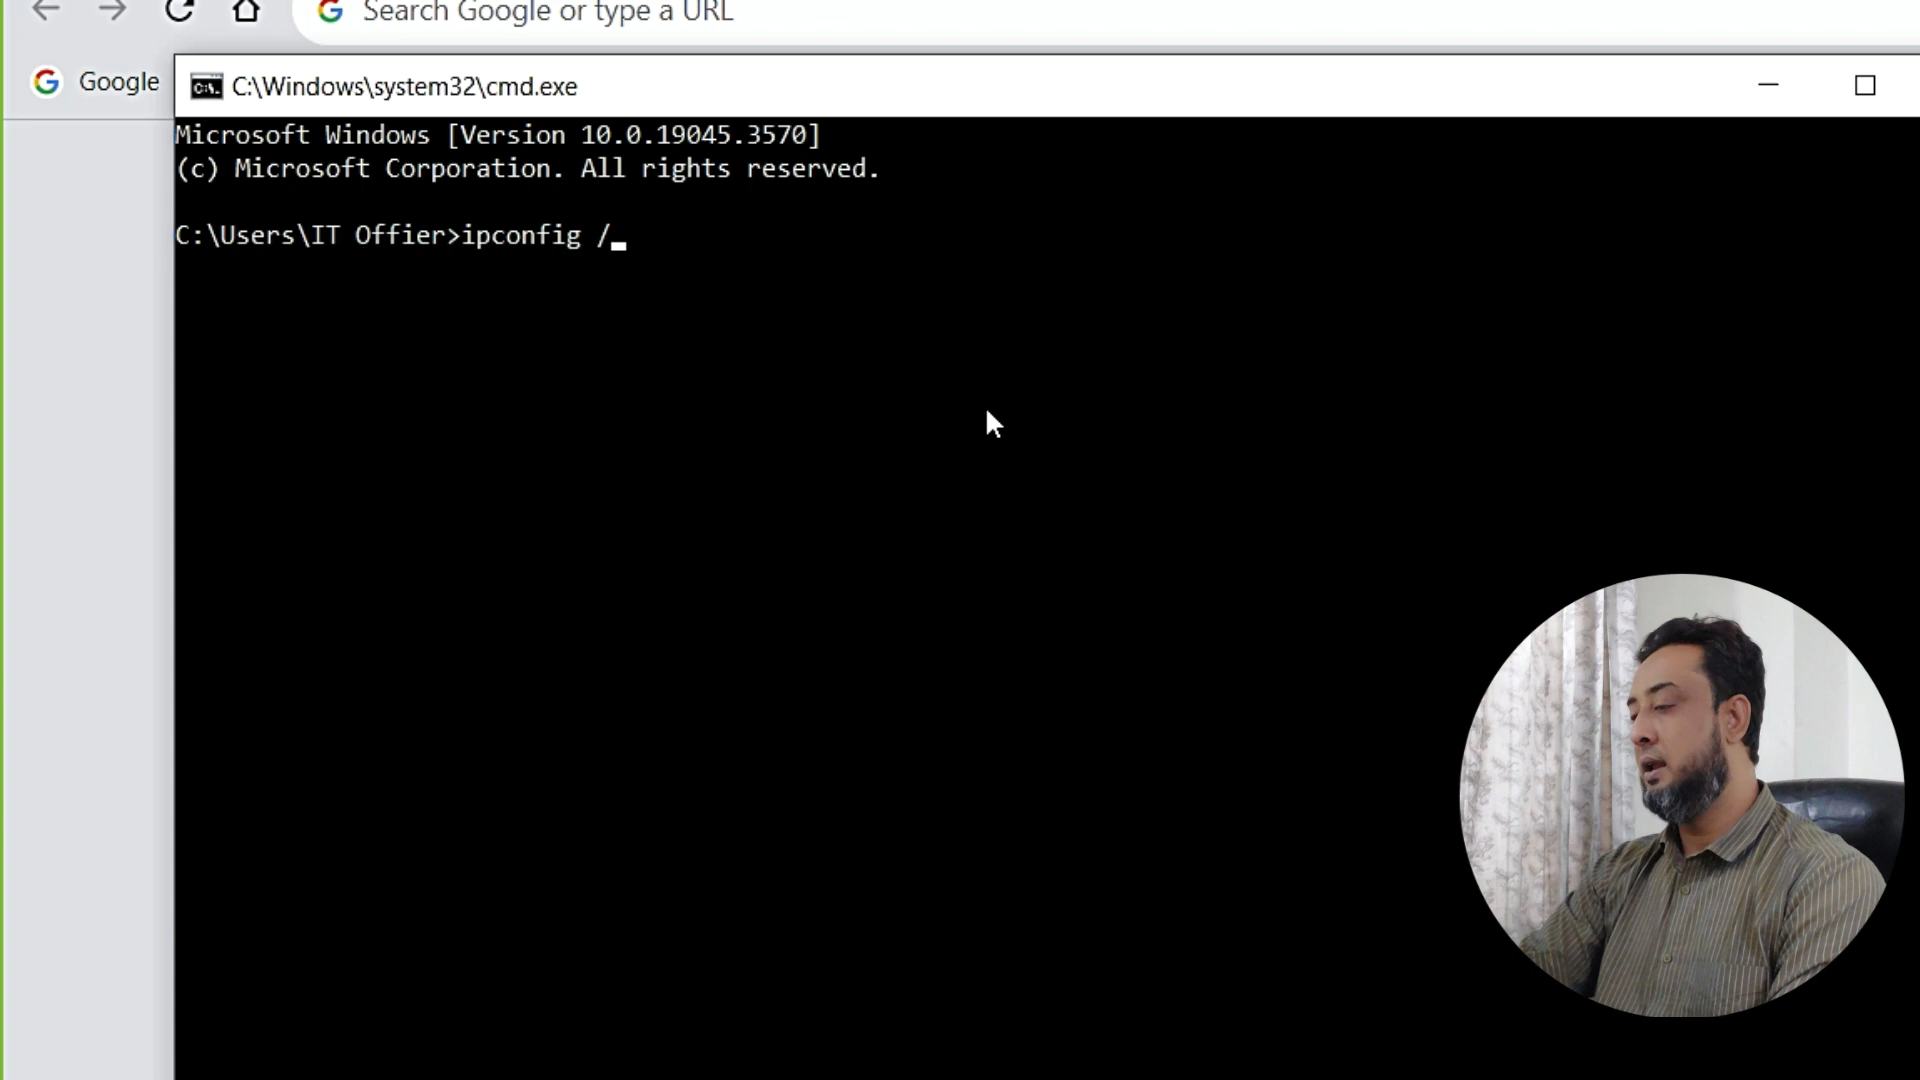 Search Google or type a URL
Google
C:\Windows\system32\cmd.exe
Microsoft Windows [Version 10.0.19045.3570]
(c) Microsoft Corporation. All rights reserved.
C:\Users\IT Offier>ipconfig /